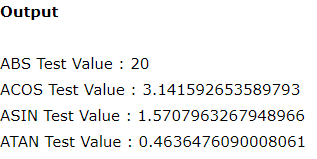 Output
ABS Test Value : 20
ACOS Test Value : 3.141592653589793
ASIN Test Value : 1.5707963267948966
ATAN Test Value : 0.4636476090008061